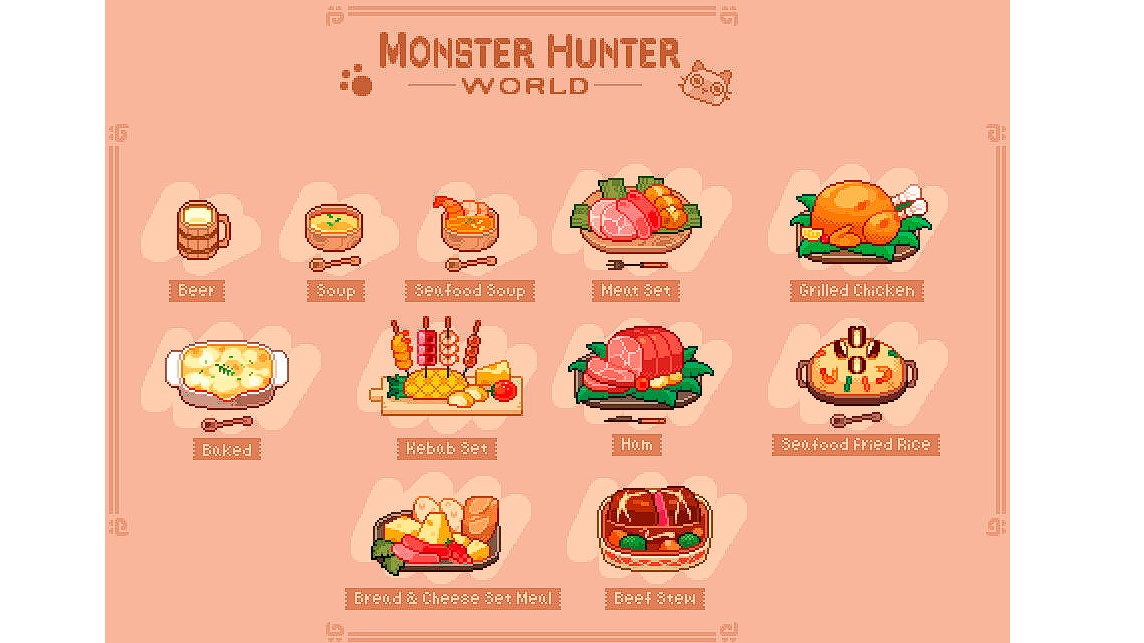 MONSTER HUNTER
WORLD
Beer
Soup
Seafood Soup
Meat Set
Grilled Chicken
Baked
Kebab Set
Ham
Seafood Fried Rice
Bread & Cheese Set Meal
Beef Stew